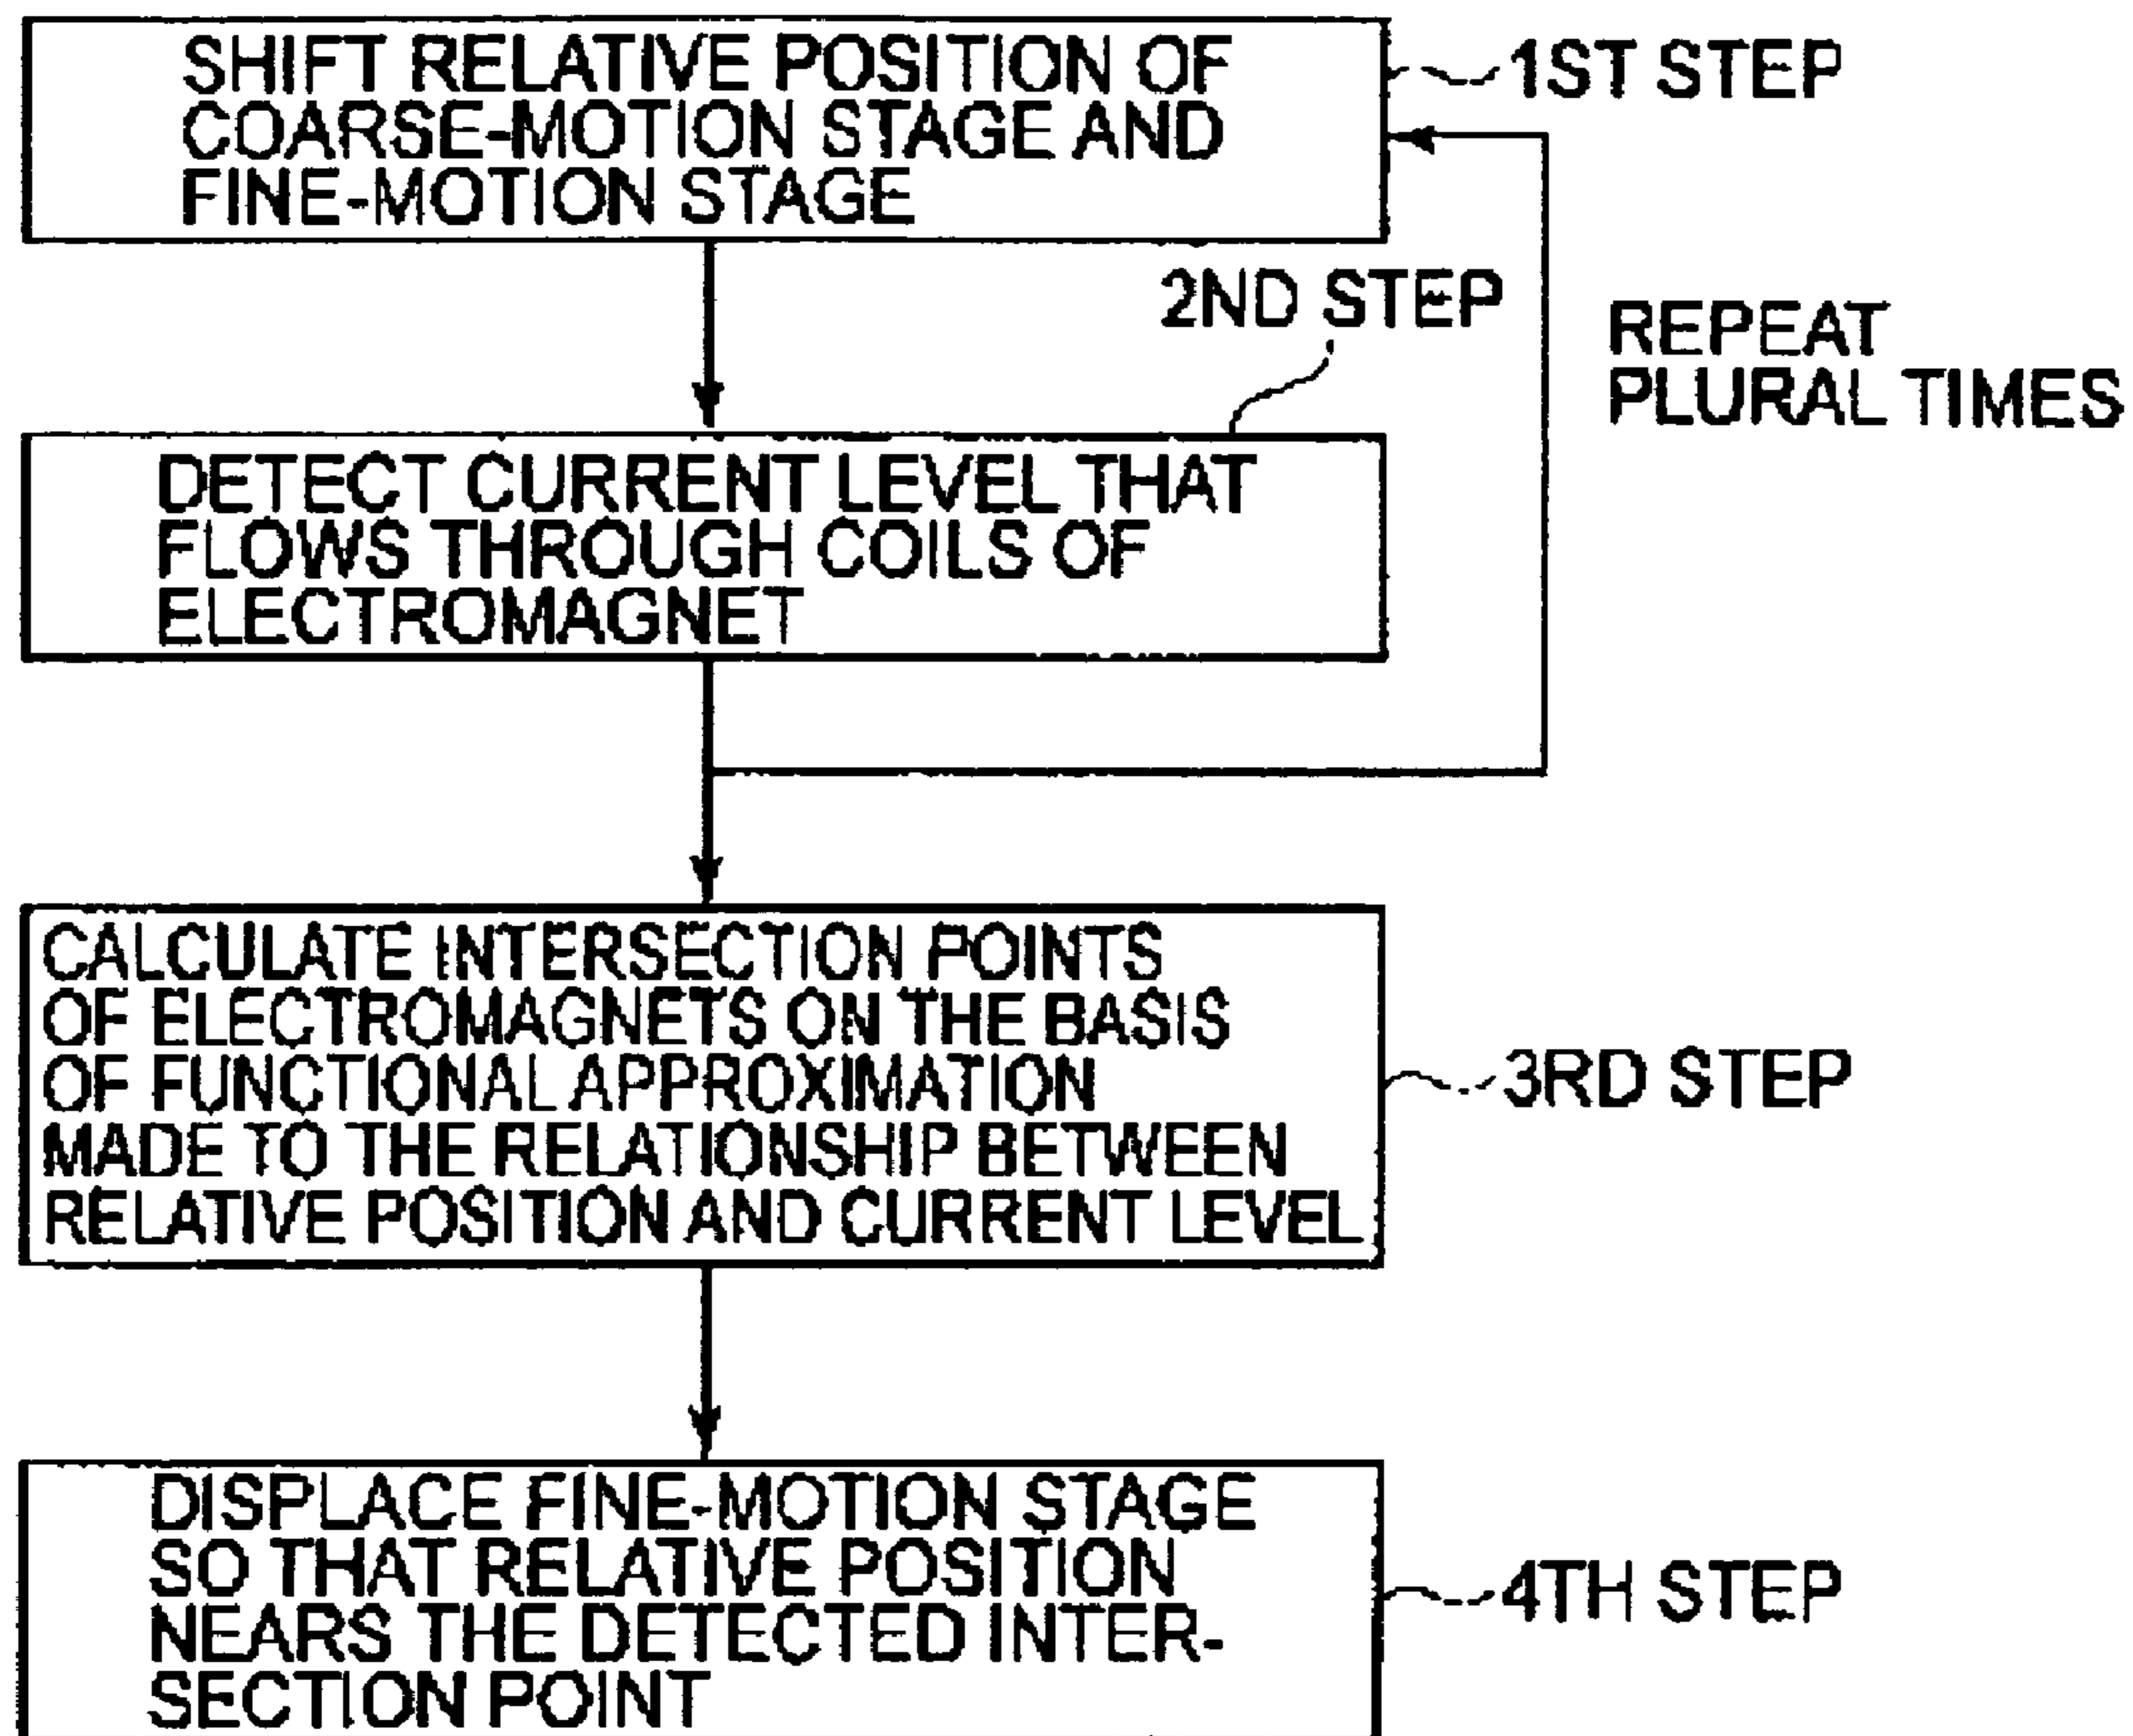 SHIFT RELATIVE POSITION OF
COARSE-MOTION STAGE AND
FINE-MOTION STAGE
1ST STEP
2ND STEP
REPEAT
PLURAL TIMES
DETECT CURRENT LEVEL THAT
FLOWS THROUGH COILS OF
ELECTROMAGNET
CALCULATE INTERSECTION POINTS
OF ELECTROMAGNETS ON THE BASIS
OF FUNCTIONAL APPROXIMATION
MADE TO THE RELATIONSHIP BETWEEN
RELATIVE POSITION AND CURRENT LEVEL
3RD STEP
DISPLACE FINE-MOTION STAGE
SO THAT RELATIVE POSITION
NEARS THE DETECTED INTER-
SECTION POINT
4TH STEP